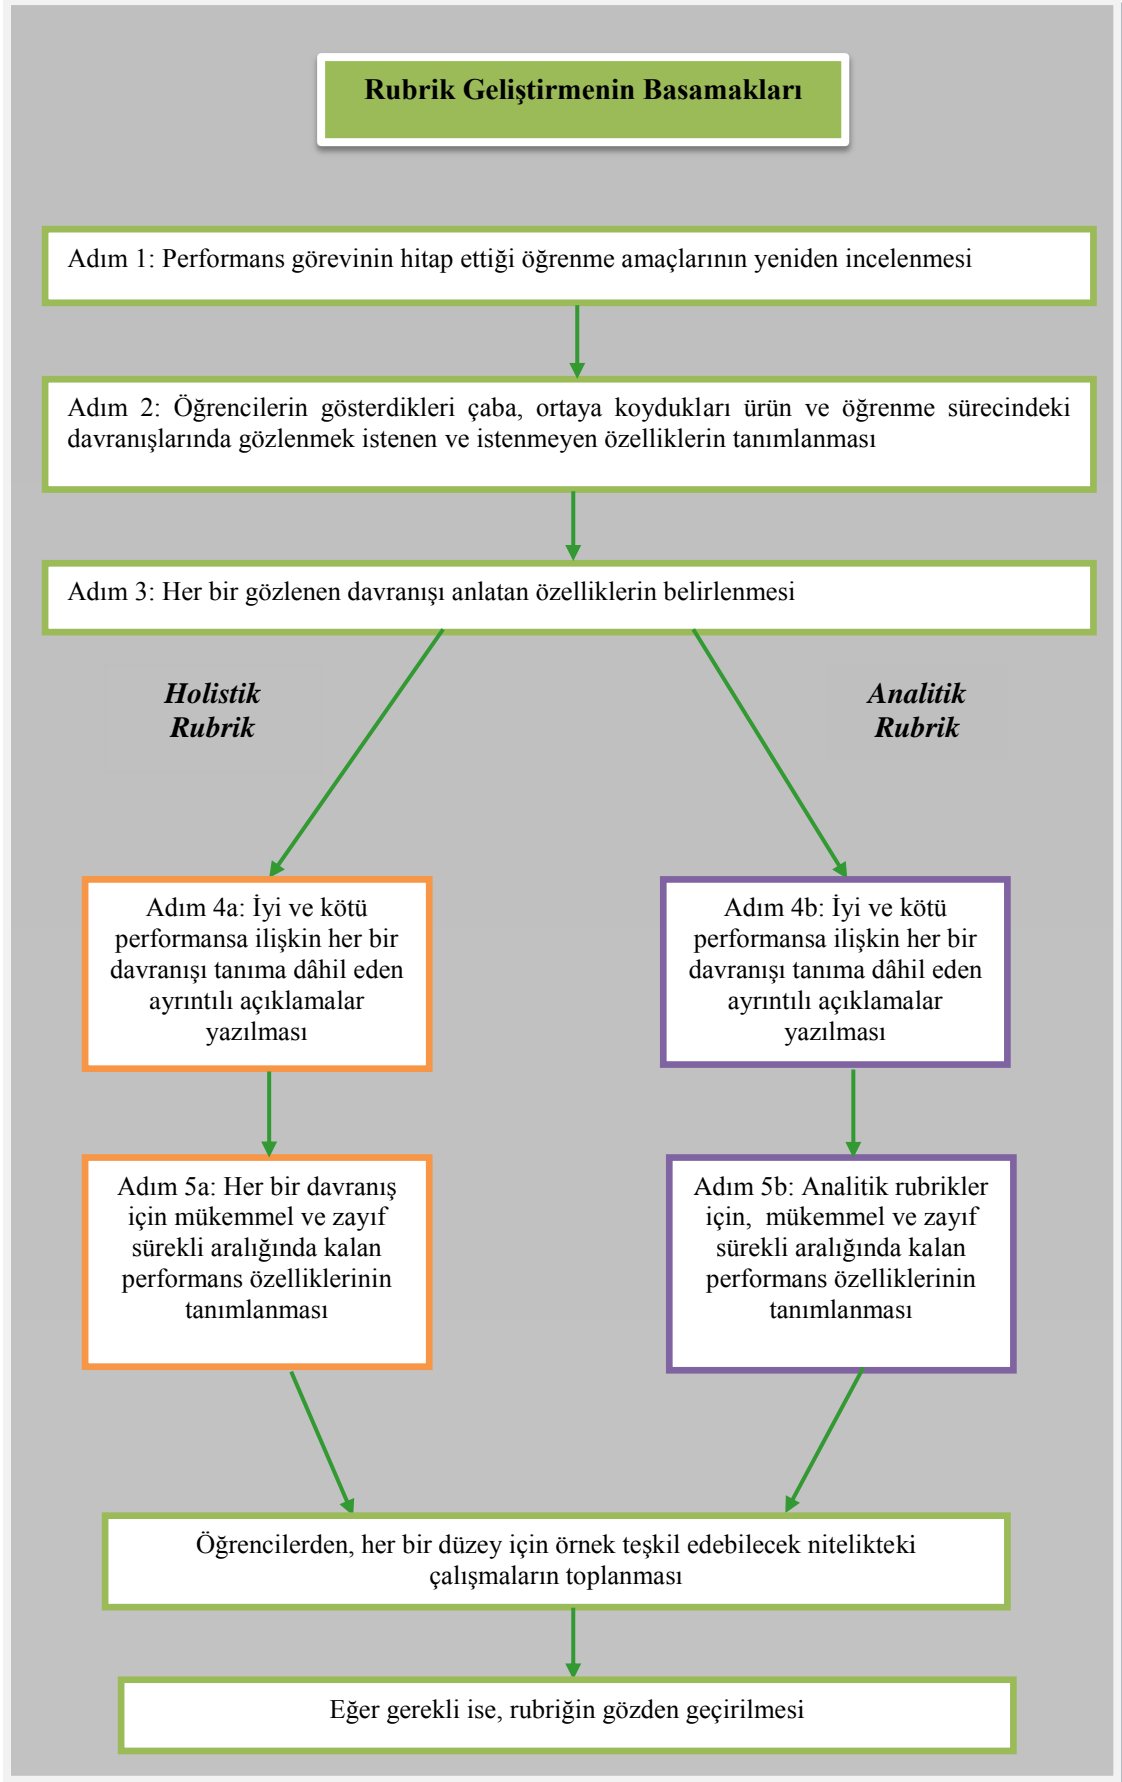 Rubrik Geliştirmenin Basamakları
Adım 1: Performans görevinin hitap ettiği öğrenme amaçlarının yeniden incelenmesi
Adım 2: Öğrencilerin gösterdikleri çaba, ortaya koydukları ürün ve öğrenme sürecindeki
davranışlarında gözlenmek istenen ve istenmeyen özelliklerin tanımlanması
Adım 3: Her bir gözlenen davranışı anlatan özelliklerin belirlenmesi
Holistik
Rubrik
Analitik
Rubrik
Adım 4a: İyi ve kötü
performansa ilişkin her bir
davranışı tanıma dâhil eden
ayrıntılı açıklamalar
yazılması
Adım 4b: İyi ve kötü
performansa ilişkin her bir
davranışı tanıma dâhil eden
ayrıntılı açıklamalar
yazılması
Adım 5a: Her bir davranış
için mükemmel ve zayıf
sürekli aralığında kalan
performans özelliklerinin
tanımlanması
Adım 5b: Analitik rubrikler
için, mükemmel ve zayıf
sürekli aralığında kalan
performans özelliklerinin
tanımlanması
Öğrencilerden, her bir düzey için örnek teşkil edebilecek nitelikteki
çalışmaların toplanması
Eğer gerekli ise, rubriğin gözden geçirilmesi